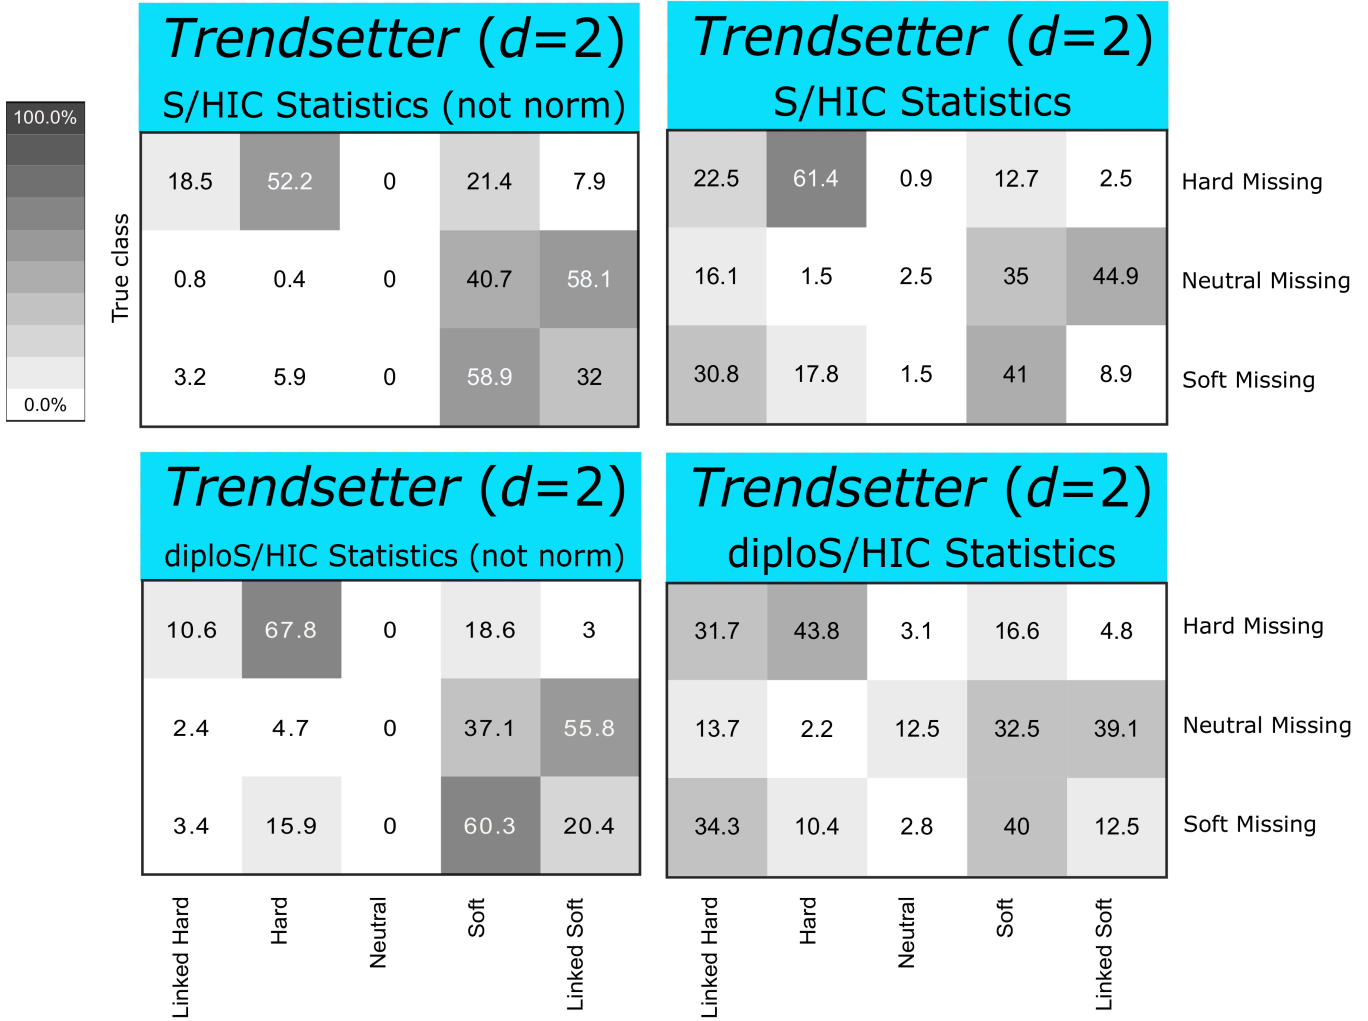 Trendsetter (d=2)
S/HIC Statistics (not norm)
Trendsetter (d=2)
S/HIC Statistics
100.0%
0.0%
True class
18.5 52.2 0 21.4 7.9
0.8 0.4 0 40.7 58.1
3.2 5.9 0 58.9 32
22.5 61.4 0.9 12.7 2.5 Hard Missing
16.1 1.5 2.5 35 44.9 Neutral Missing
30.8 17.8 1.5 41 8.9 Soft Missing
Trendsetter (d=2)
diploS/HIC Statistics (not norm)
Trendsetter (d=2)
diploS/HIC Statistics
10.6 67.8 0 18.6 3
2.4 4.7 0 37.1 55.8
3.4 15.9 0 60.3 20.4
31.7 43.8 3.1 16.6 4.8 Hard Missing
13.7 2.2 12.5 32.5 39.1 Neutral Missing
34.3 10.4 2.8 40 12.5 Soft Missing
Linked Hard
Hard
Neutral
Soft
Linked Soft
Linked Hard
Hard
Neutral
Soft
Linked Soft